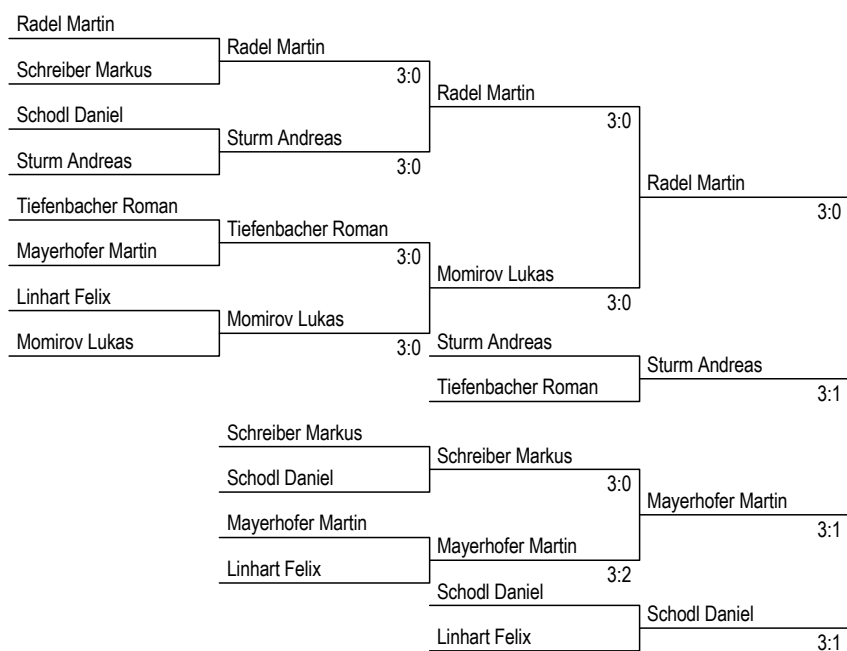 Radel Martin
Radel Martin
Schreiber Markus
3:0
Radel Martin
Schodl Daniel
3:0
Sturm Andreas
Sturm Andreas
3:0
Radel Martin
Tiefenbacher Roman
3:0
Tiefenbacher Roman
Mayerhofer Martin
3:0
Momirov Lukas
Linhart Felix
3:0
Momirov Lukas
Momirov Lukas
3:0
Sturm Andreas
Sturm Andreas
Tiefenbacher Roman
3:1
Schreiber Markus
Schreiber Markus
Schodl Daniel
3:0
Mayerhofer Martin
Mayerhofer Martin
3:1
Mayerhofer Martin
Linhart Felix
3:2
Schodl Daniel
Schodl Daniel
Linhart Felix
3:1